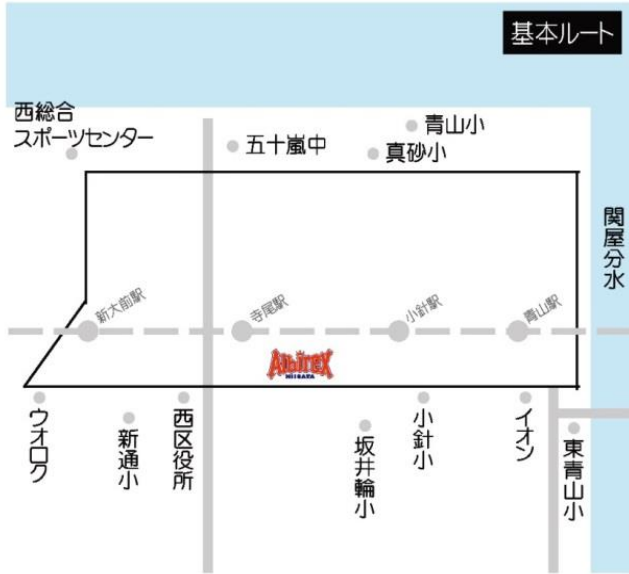 基本ルート
西総合
スポーツセンター
青山小
五十嵐中
真砂小
関屋分水
新大前駅
寺尾駅
小針駅
青山駅
Albirex
NIIGATA
ウオロク
新通小
西区役所
坂井輪小
小針小
イオン
東青山小